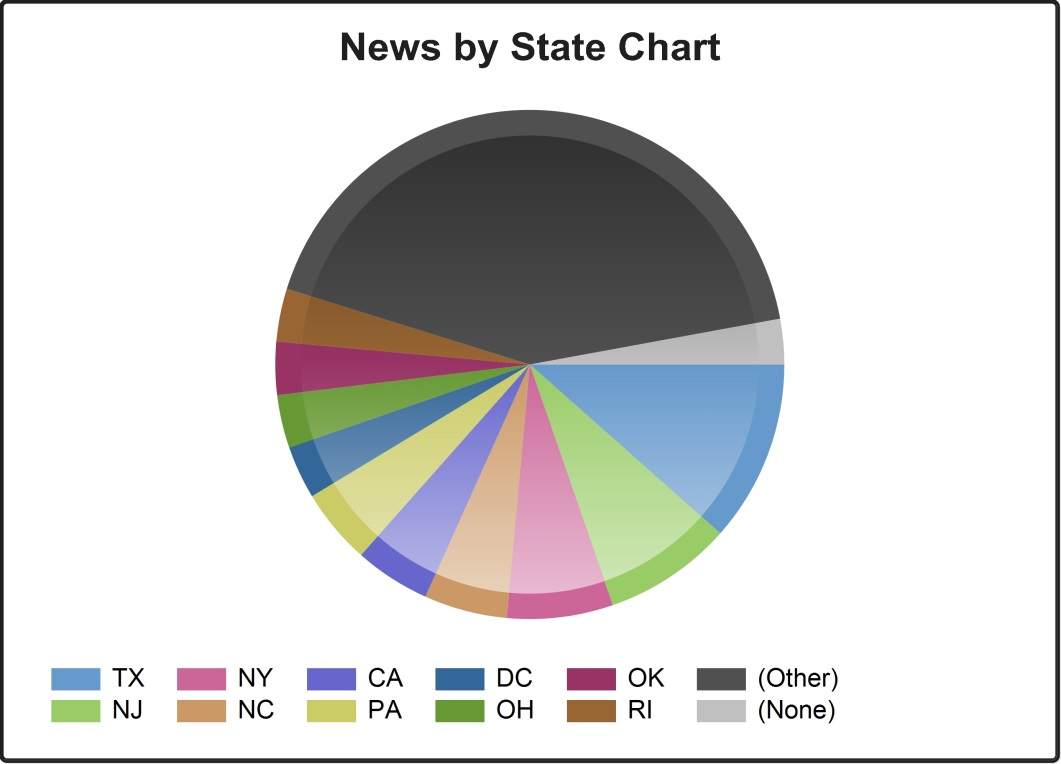 News by State Chart
TX NY CA DC OK (Other)
NJ NC PA OH RI (None)